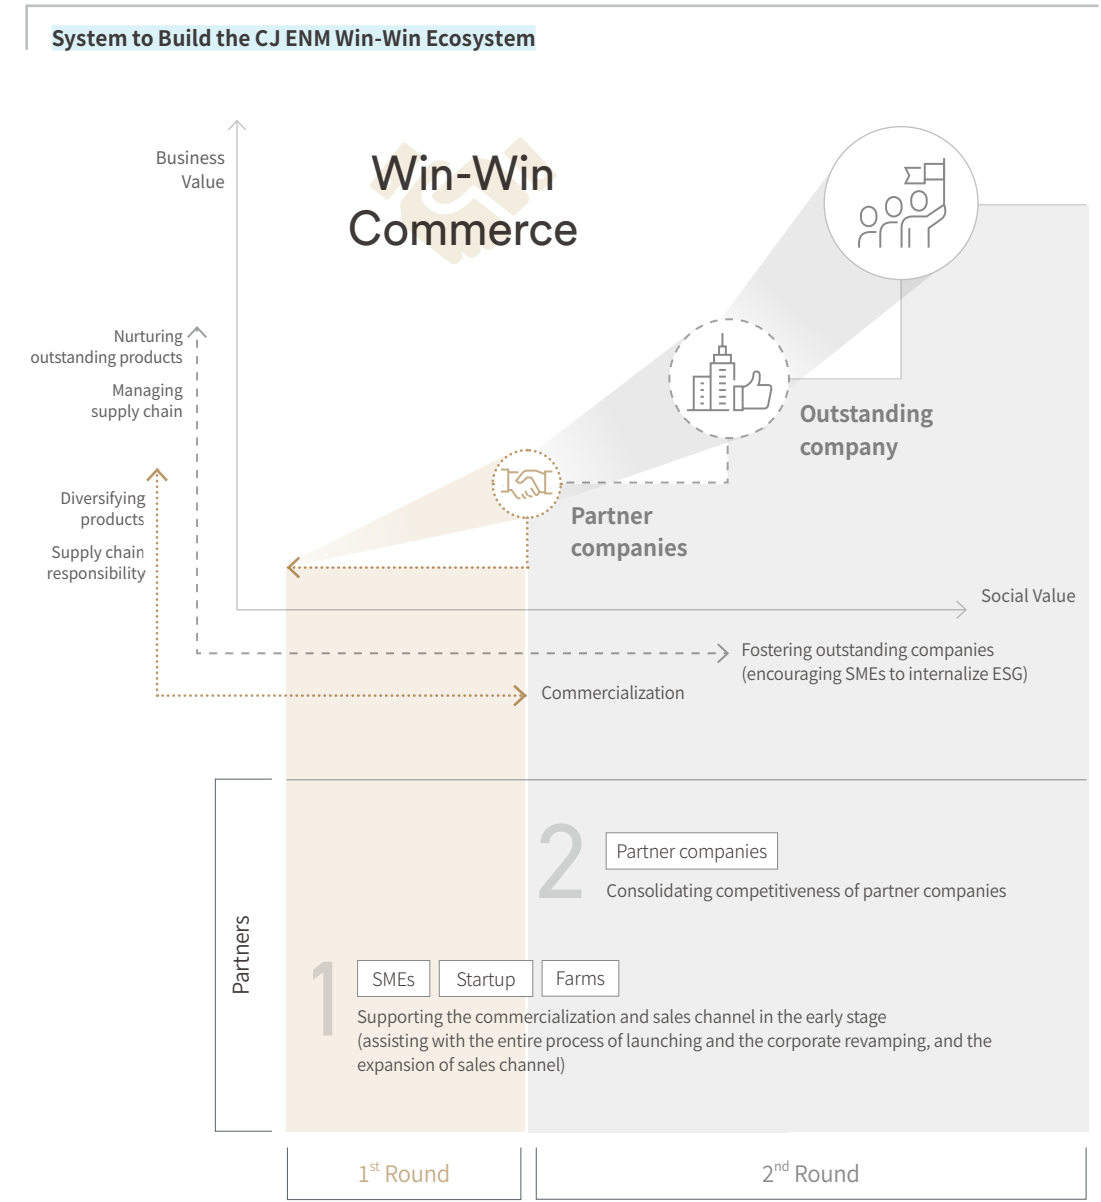 System to Build the CJ ENM Win-Win Ecosystem
Business
Value
Win-Win
Commerce
Nurturing
outstanding products
Managing
supply chain
Outstanding
company
Diversifying
products
Supply chain
responsibility
Partner
companies
Social Value
Fostering outstanding companies
(encouraging SMEs to internalize ESG)
Commercialization
Partners
2
Partner companies
Consolidating competitiveness of partner companies
1
SMEs
Startup
Farms
Supporting the commercialization and sales channel in the early stage
(assisting with the entire process of launching and the corporate revamping, and the
expansion of sales channel)
1st Round
2nd Round